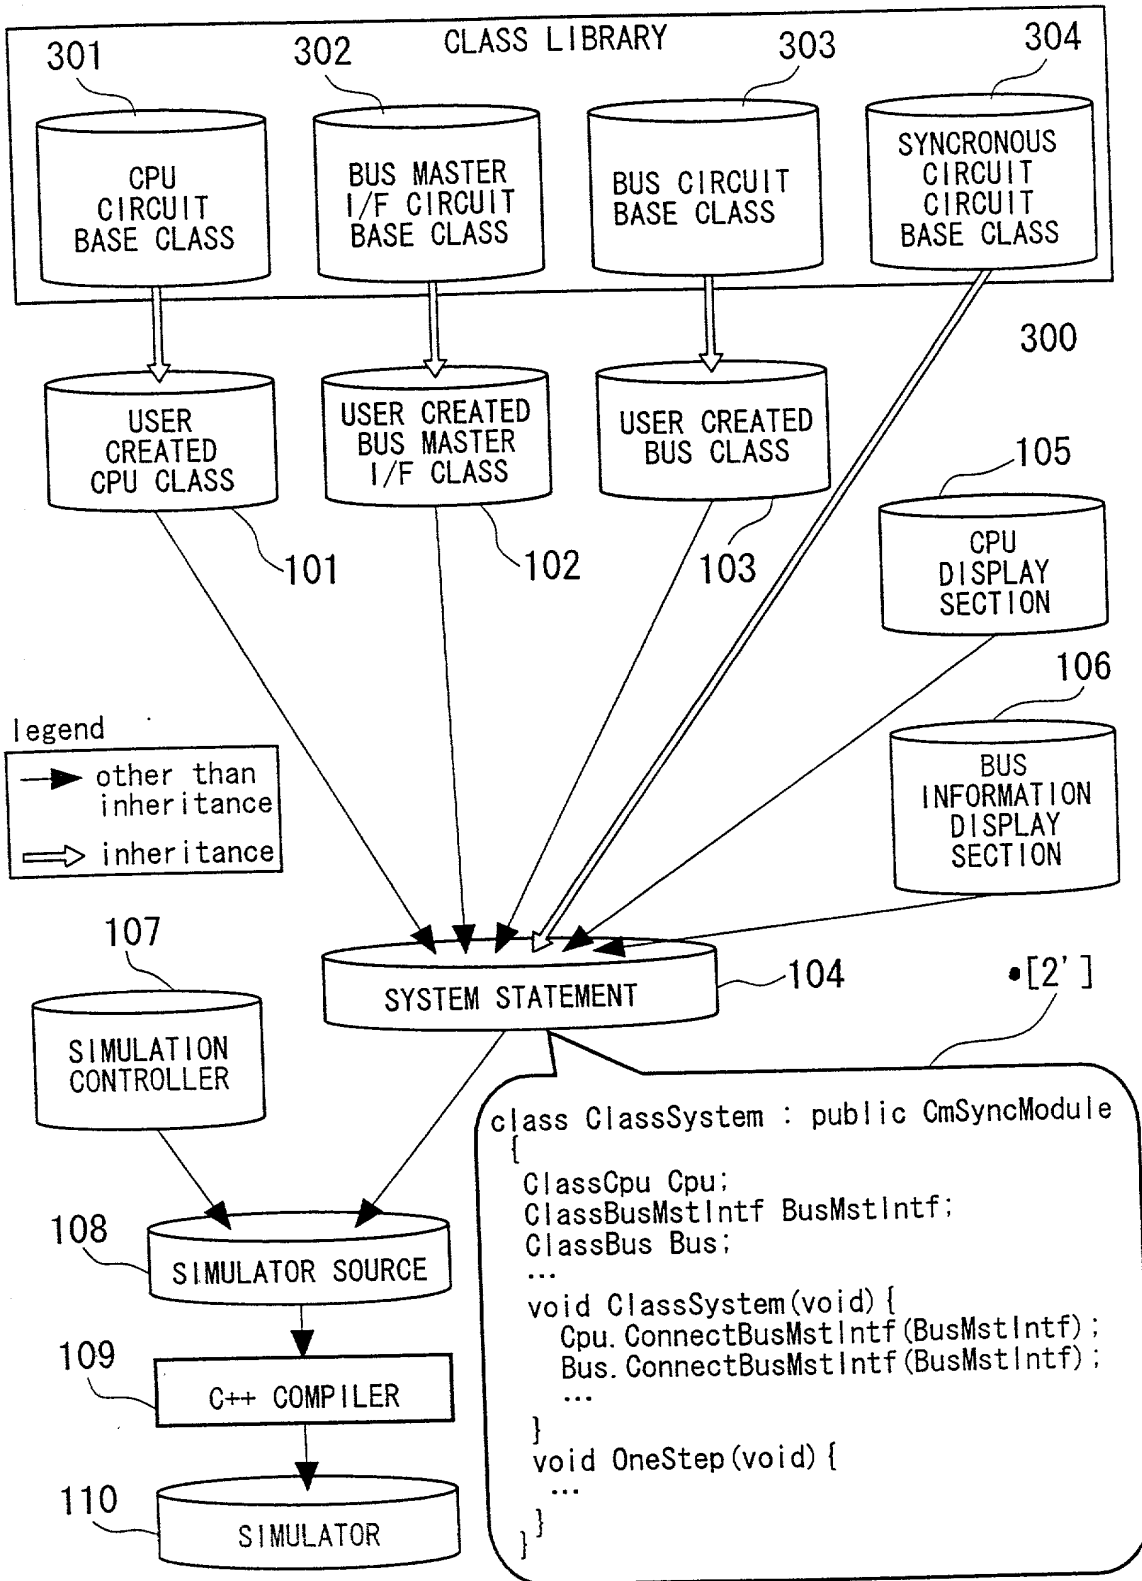 CLASS LIBRARY
301
302
303
304
CPU
CIRCUIT
BASE CLASS
BUS MASTER
I/F CIRCUIT
BASE CLASS
BUS CIRCUIT
BASE CLASS
SYNCRONOUS
CIRCUIT
CIRCUIT
BASE CLASS
300
USER
CREATED
CPU CLASS
USER CREATED
BUS MASTER
I/F CLASS
USER CREATED
BUS CLASS
101
102
103
105
CPU
DISPLAY
SECTION
106
BUS
INFORMATION
DISPLAY
SECTION
legend
other than
inheritance
inheritance
107
SIMULATION
CONTROLLER
SYSTEM STATEMENT
104
•[2']
108
SIMULATOR SOURCE
109
C++ COMPILER
110
SIMULATOR
class ClassSystem : public CmSyncModule
{
ClassCpu Cpu;
ClassBusMstIntf BusMstIntf;
ClassBus Bus;
...
void ClassSystem(void) {
Cpu. ConnectBusMstIntf(BusMstIntf);
Bus. ConnectBusMstIntf(BusMstIntf);
...
}
void OneStep(void) {
...
}
}